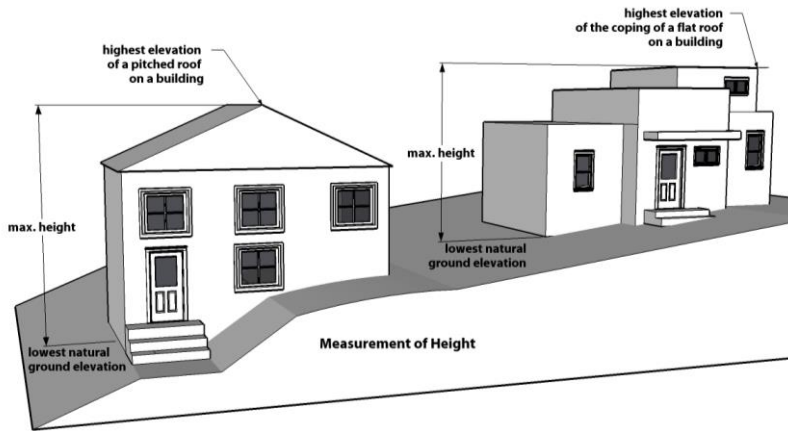 highest elevation
of a pitched roof
on a building
highest elevation
of the coping of a flat roof
on a building
max. height
max. height
lowest natural
ground elevation
lowest natural
ground elevation
Measurement of Height